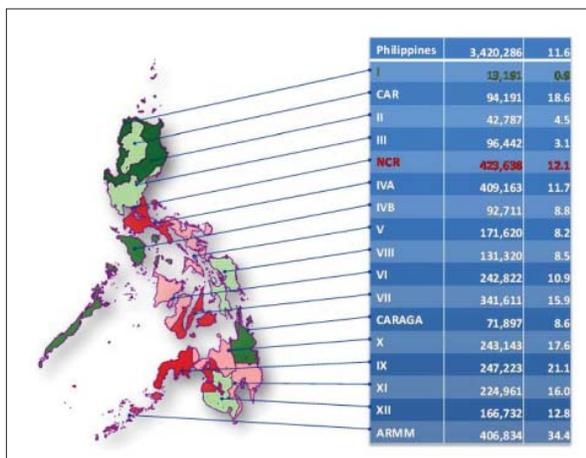 Philippines 3,420,286 11.6
I 13,191 0.9
CAR 94,191 18.6
II 42,787 4.5
III 96,442 3.1
NCR 423,638 12.1
IVA 409,163 11.7
IVB 92,711 8.8
V 171,620 8.2
VIII 131,320 8.5
VI 242,822 10.9
VII 341,611 15.9
CARAGA 71,897 8.6
X 243,143 17.6
IX 247,223 21.1
XI 224,961 16.0
XII 166,732 12.8
ARMM 406,834 34.4